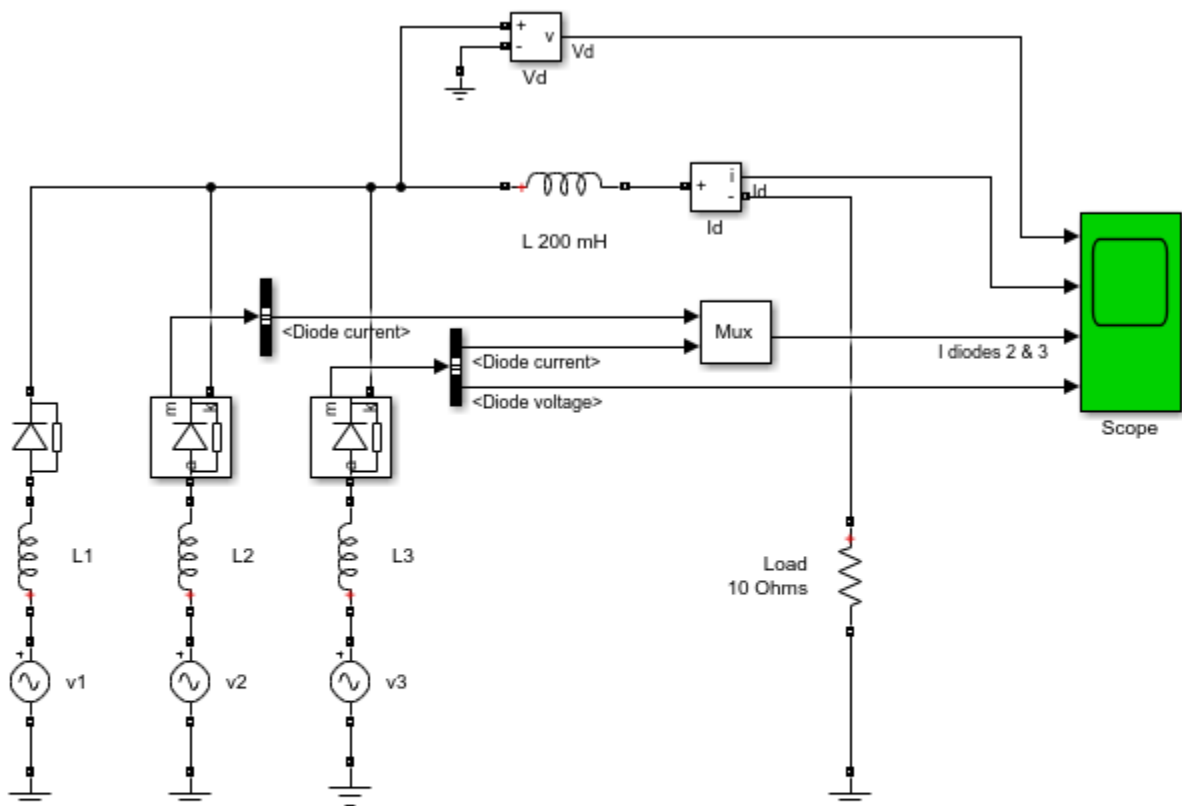 +
v
-
Vd
Vd
+
i
-
Id
Id
L 200 mH
<Diode current>
Mux
<Diode current>
I diodes 2 & 3
<Diode voltage>
Scope
m
k
a
m
k
a
L1
L2
L3
Load
10 Ohms
v1
v2
v3